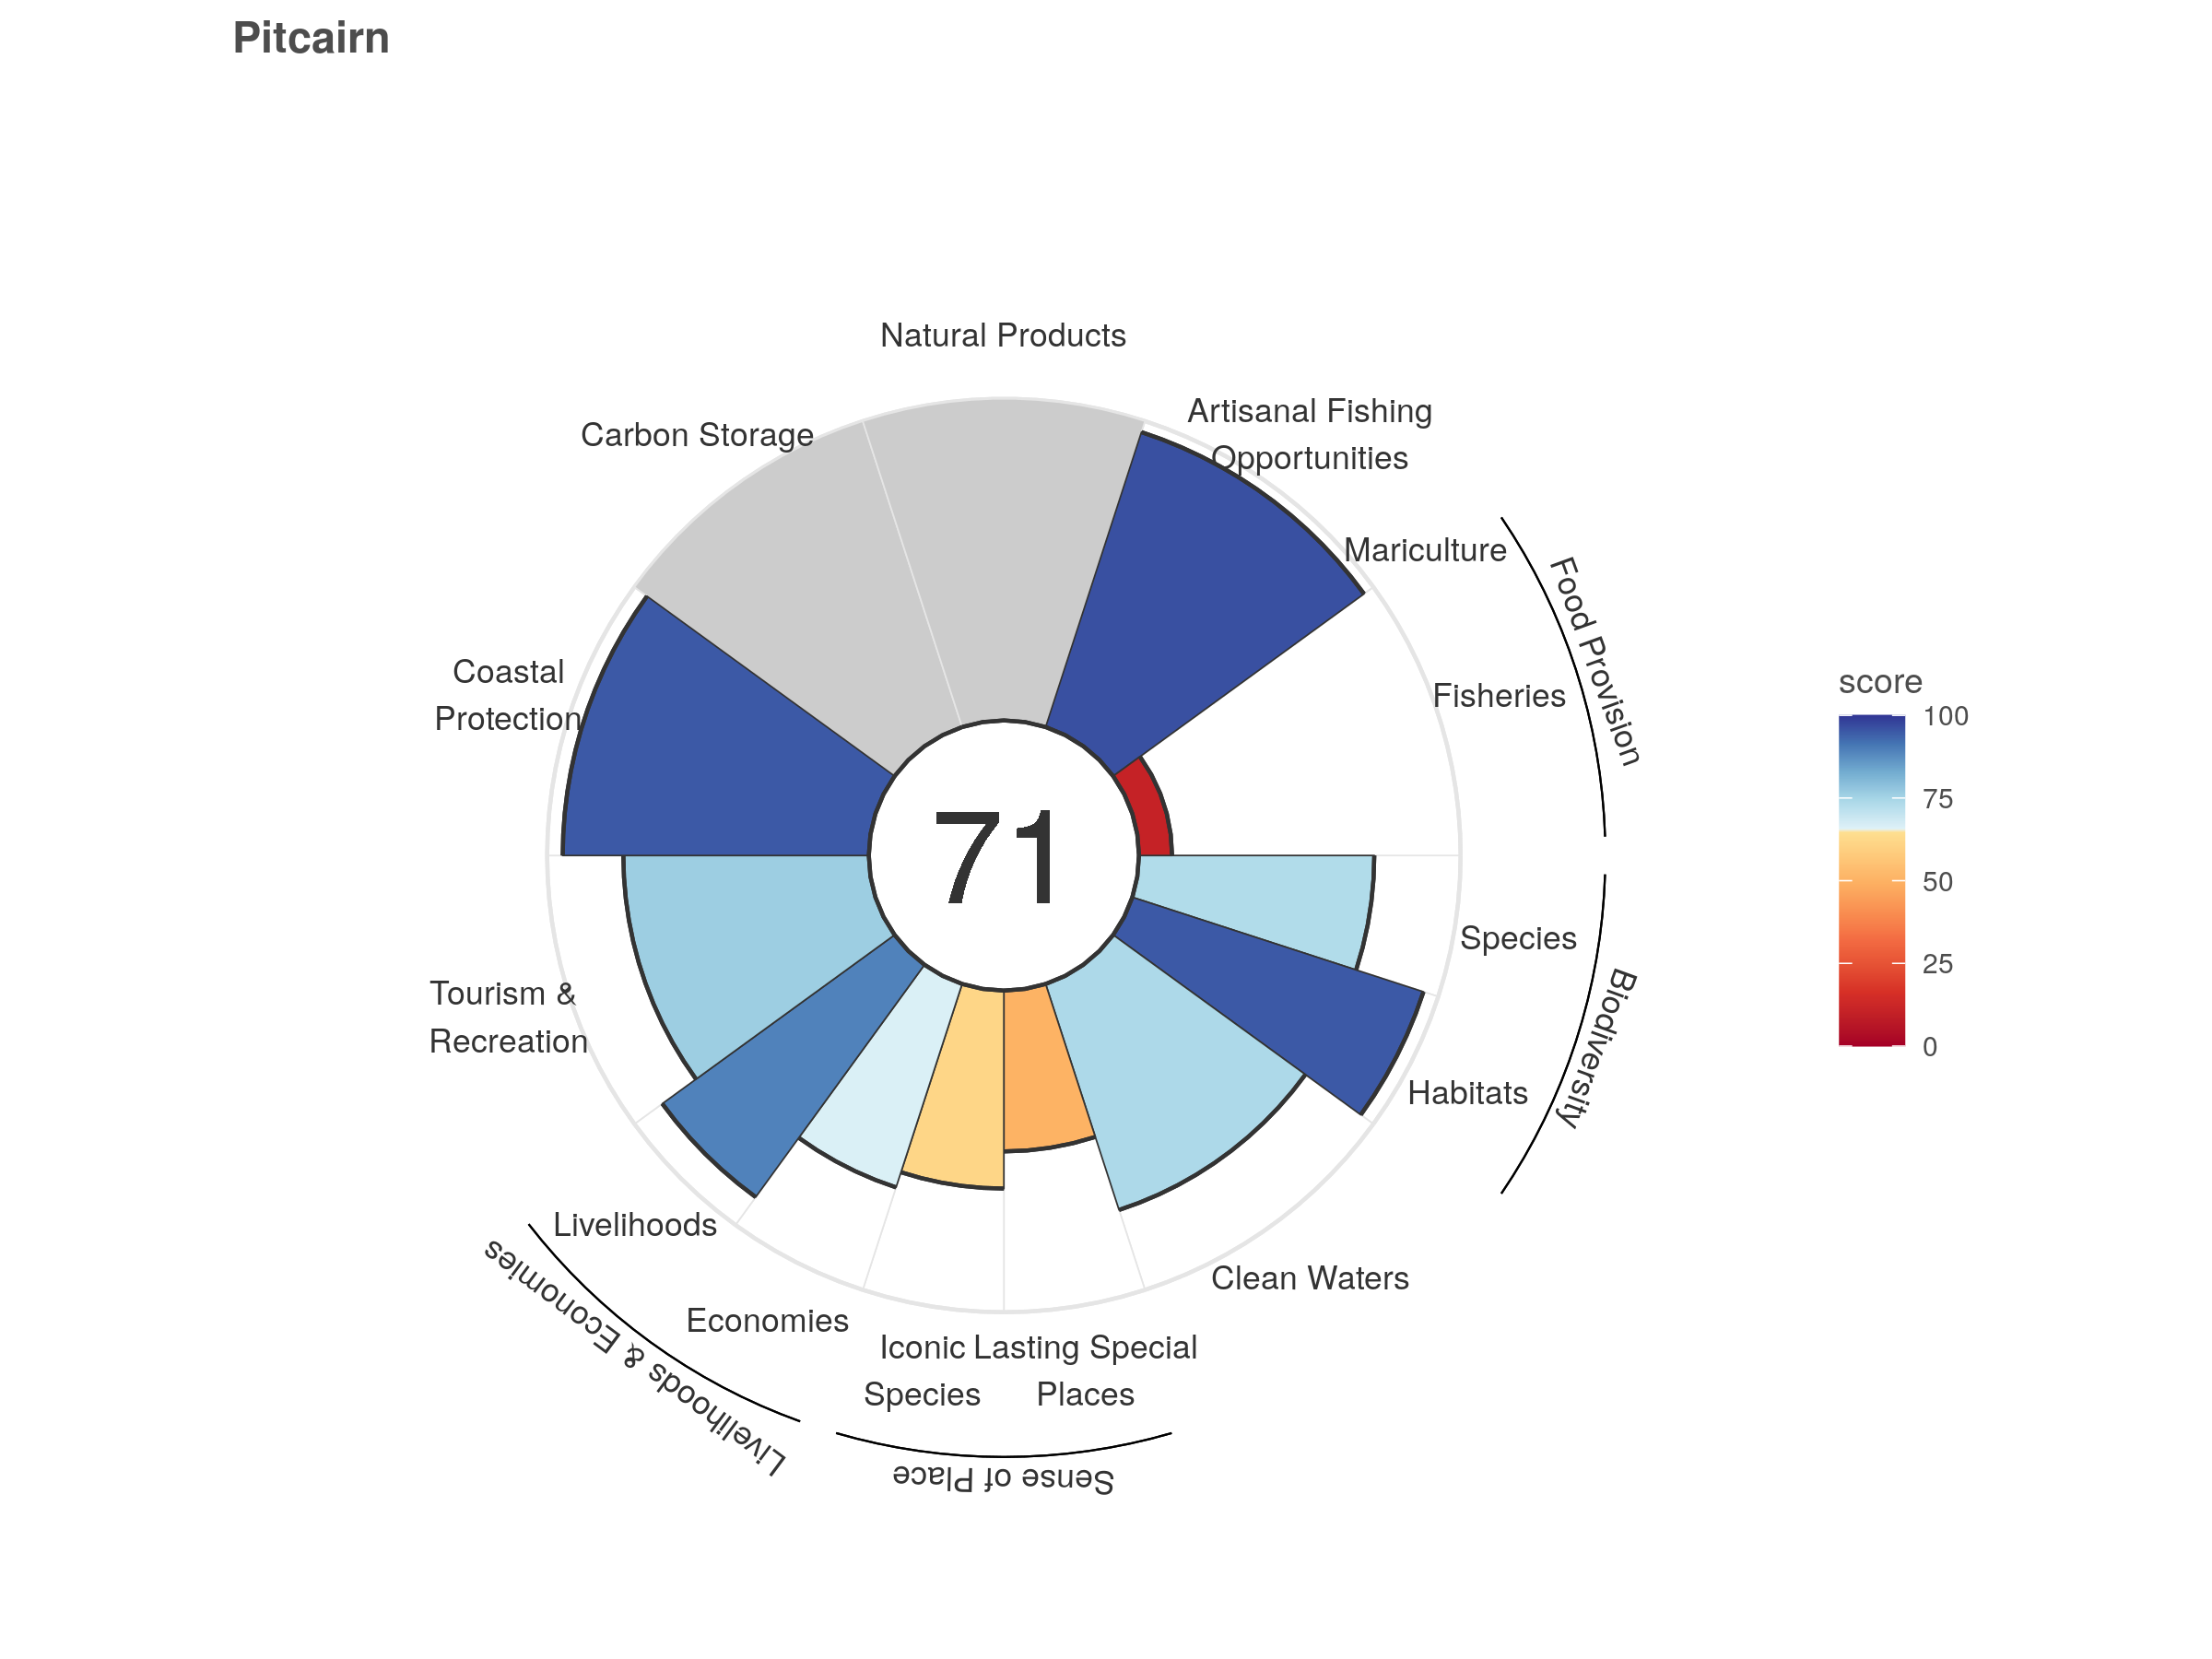 Pitcairn
Natural Products
Artisanal Fishing
Opportunities
Carbon Storage
Mariculture
Food Provision
Fisheries
Coastal
Protection
71
score
100
75
50
25
0
Species
Biodiversity
Habitats
Tourism &
Recreation
Livelihoods
Clean Waters
Economies
Livelihoods & Economies
Iconic
Species
Lasting Special
Places
Sense of Place